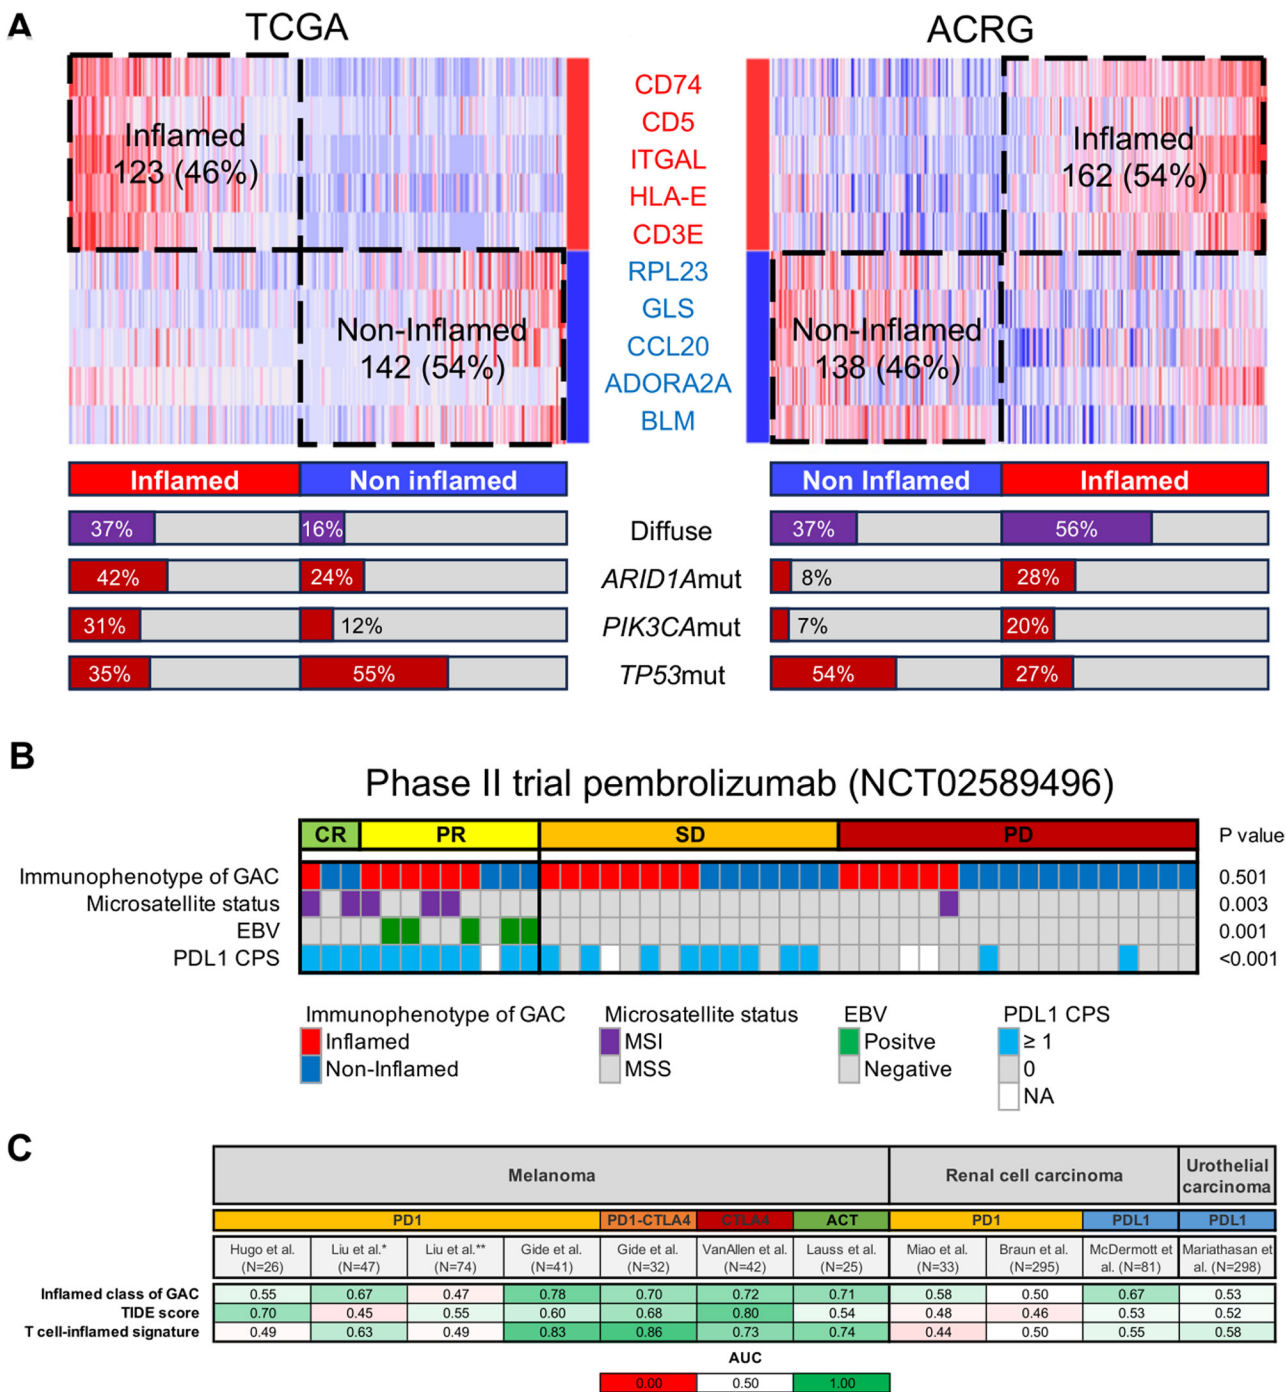 A
TCGA
ACRG
Inflamed
123 (46%)
Non-Inflamed
142 (54%)
CD74
CD5
ITGAL
HLA-E
CD3E
RPL23
GLS
CCL20
ADORA2A
BLM
Inflamed
162 (54%)
Non-Inflamed
138 (46%)
Inflamed Non inflamed Non Inflamed Inflamed
37% 16% Diffuse 37% 56%
42% 24% ARID1Amut 8% 28%
31% 12% PIK3CAmut 7% 20%
35% 55% TP53mut 54% 27%
B
Phase II trial pembrolizumab (NCT02589496)
CR PR SD PD P value
Immunophenotype of GAC 0.501
Microsatellite status 0.003
EBV 0.001
PDL1 CPS <0.001
Immunophenotype of GAC Microsatellite status EBV PDL1 CPS
Inflamed MSI Positve ≥ 1
Non-Inflamed MSS Negative 0
NA
C
Melanoma Renal cell carcinoma Urothelial carcinoma
PD1 PD1-CTLA4 CTLA4 ACT PD1 PDL1 PDL1
Hugo et al. Liu et al.* Liu et al.** Gide et al. Gide et al. VanAllen et al. Lauss et al. Miao et al. Braun et al. McDermott et Mariathasan et
(N=26) (N=47) (N=74) (N=41) (N=32) (N=42) (N=25) (N=33) (N=295) al. (N=81) al. (N=298)
Inflamed class of GAC 0.55 0.67 0.47 0.78 0.70 0.72 0.71 0.58 0.50 0.67 0.53
TIDE score 0.70 0.45 0.55 0.60 0.68 0.80 0.54 0.48 0.46 0.53 0.52
T cell-inflamed signature 0.49 0.63 0.49 0.83 0.86 0.73 0.74 0.44 0.50 0.55 0.58
AUC
0.00 0.50 1.00